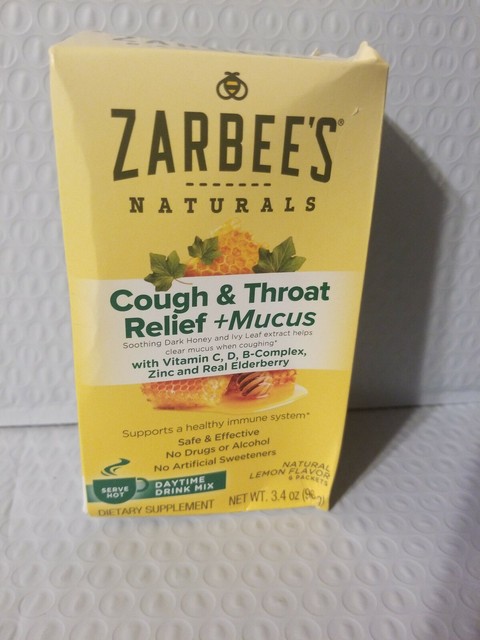 ZARBEE'S®
NATURALS
Cough & Throat
Relief +Mucus
Soothing Dark Honey and Ivy Leaf extract helps
clear mucus when coughing*
with Vitamin C, D, B-Complex,
Zinc and Real Elderberry
Supports a healthy immune system*
Safe & Effective
No Drugs or Alcohol
No Artificial Sweeteners
NATURAL
LEMON FLAVOR
6 PACKETS
SERVE
HOT
DAYTIME
DRINK MIX
DIETARY SUPPLEMENT
NET WT. 3.4 oz